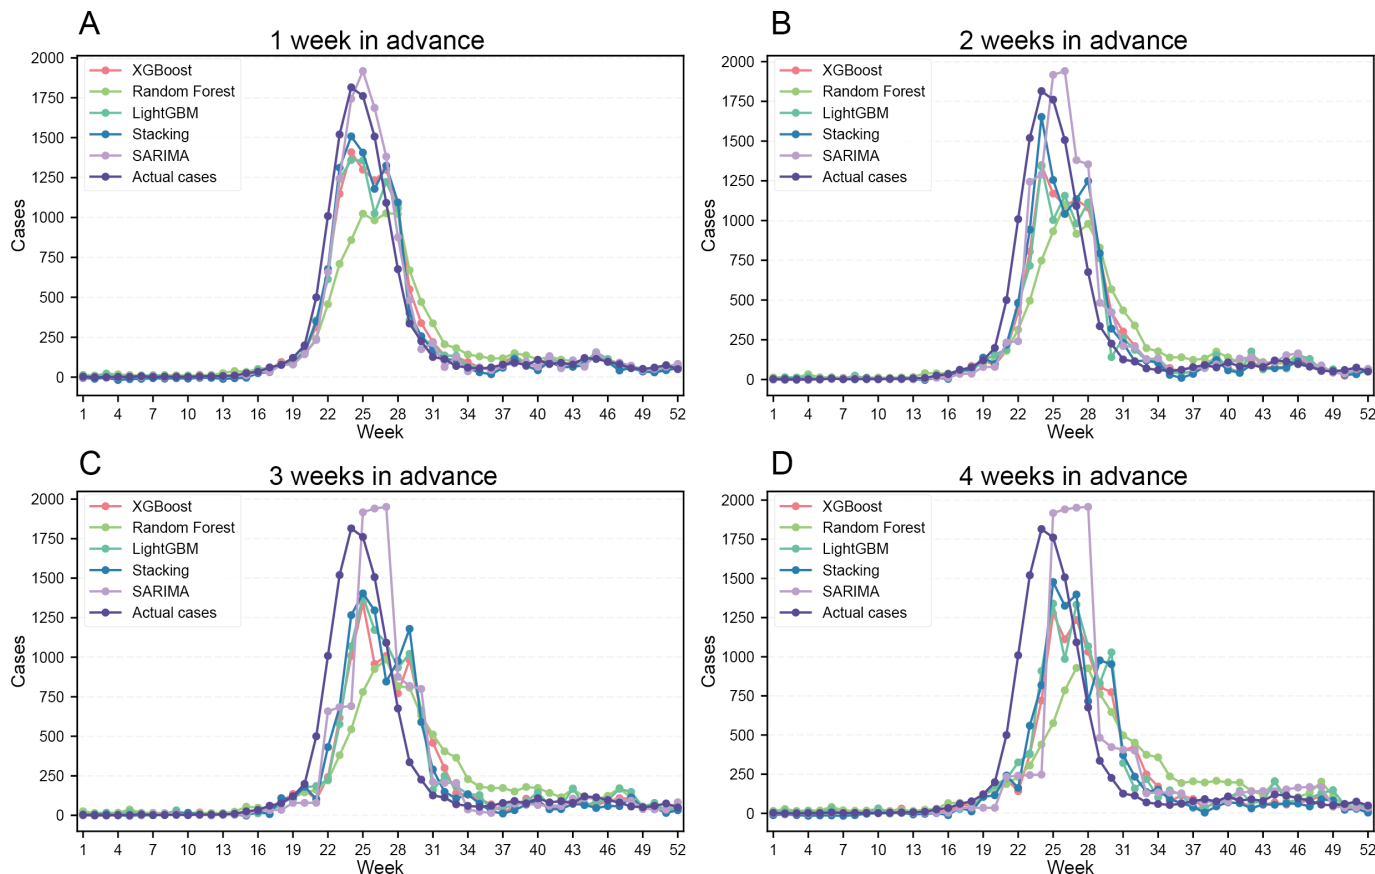 A
1 week in advance
2000
1750
1500
1250
1000
750
500
250
0
Cases
XGBoost
Random Forest
LightGBM
Stacking
SARIMA
Actual cases
1 4 7 10 13 16 19 22 25 28 31 34 37 40 43 46 49 52
Week
B
2 weeks in advance
2000
1750
1500
1250
1000
750
500
250
0
Cases
XGBoost
Random Forest
LightGBM
Stacking
SARIMA
Actual cases
1 4 7 10 13 16 19 22 25 28 31 34 37 40 43 46 49 52
Week
C
3 weeks in advance
2000
1750
1500
1250
1000
750
500
250
0
Cases
XGBoost
Random Forest
LightGBM
Stacking
SARIMA
Actual cases
1 4 7 10 13 16 19 22 25 28 31 34 37 40 43 46 49 52
Week
D
4 weeks in advance
2000
1750
1500
1250
1000
750
500
250
0
Cases
XGBoost
Random Forest
LightGBM
Stacking
SARIMA
Actual cases
1 4 7 10 13 16 19 22 25 28 31 34 37 40 43 46 49 52
Week